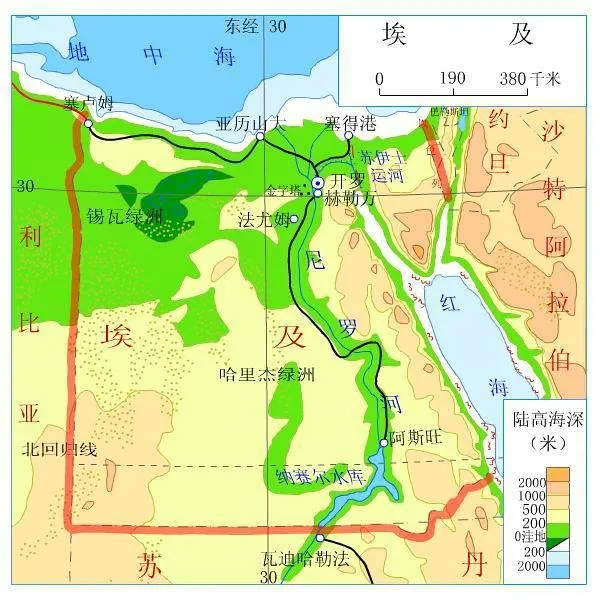 东经 30
埃 及
地 中 海
0 190 380千米
塞卢姆
亚历山大
塞得港
约旦
沙特阿拉伯
苏伊士
运河
30
金字塔
开罗
赫勒万
锡瓦绿洲
法尤姆
利比亚
尼罗河
红海
埃 及
哈里杰绿洲
阿斯旺
北回归线
纳赛尔水库
陆高海深
(米)
2000
1000
500
200
0洼地
200
2000
瓦迪哈勒法
苏 丹
30